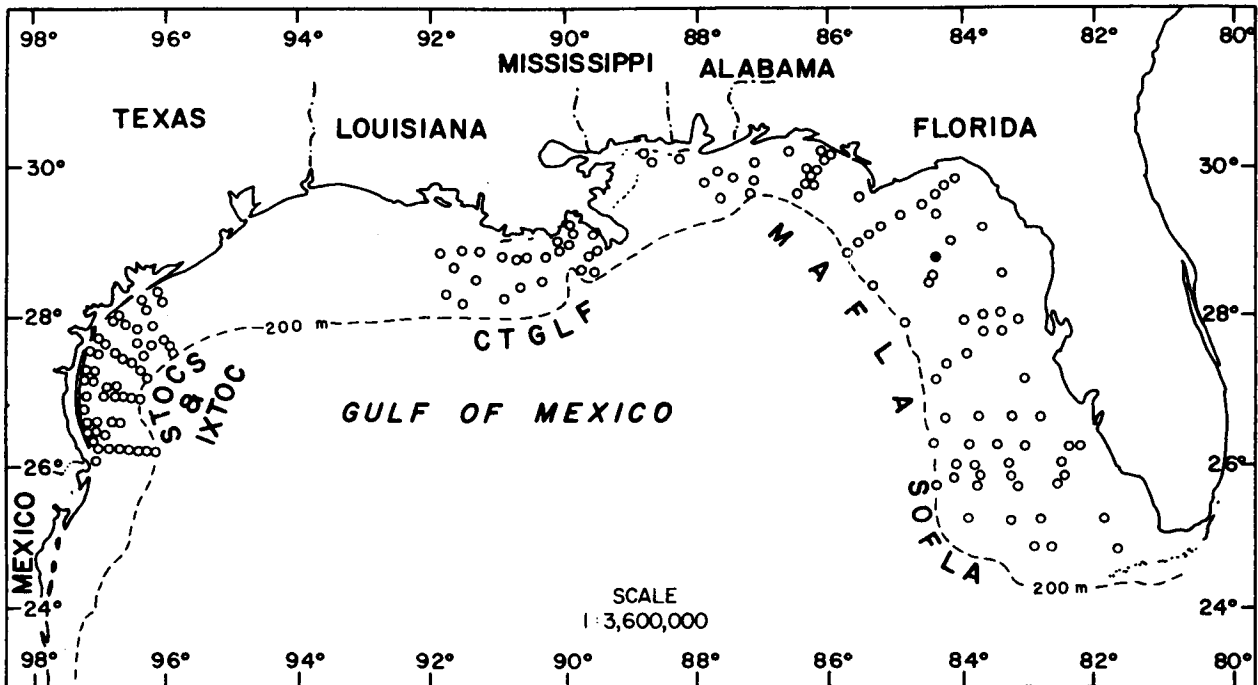 98° 96° 94° 92° 90° 88° 86° 84° 82° 80°
MISSISSIPPI
ALABAMA
TEXAS
LOUISIANA
FLORIDA
30° 30°
M A F L A
28° 28°
200 m
CTGLF
STOCS
&
IXTOC
GULF OF MEXICO
26° 26°
SOFLA
MEXICO
200 m
SCALE
1:3,600,000
24° 24°
98° 96° 94° 92° 90° 88° 86° 84° 82° 80°